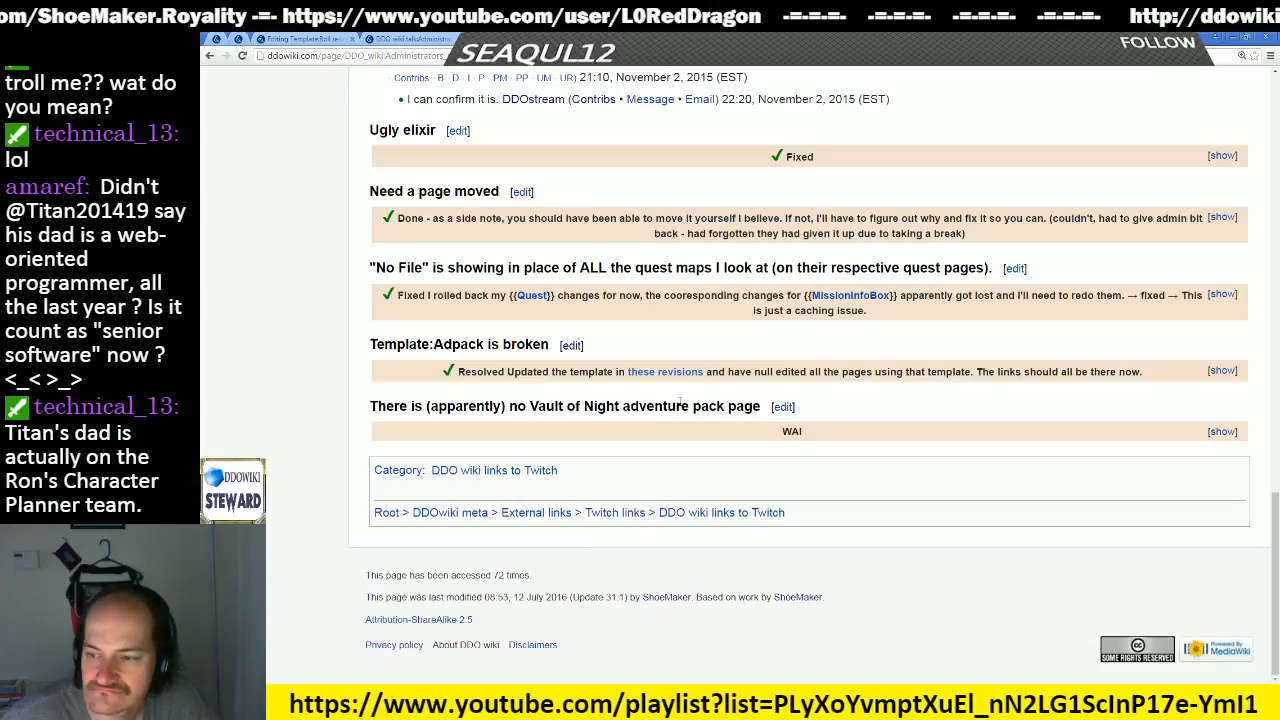 om/ShoeMaker.Royality -=- https://www.youtube.com/user/L0RedDragon -=-=-=- -=-=-=- -=-=-=- -=-=-=- http://ddowiki
SEAQUL12
FOLLOW
ddowiki.com/page/DDO_wiki:Administrators_
troll me?? wat do
you mean?
technical_13:
lol
amaref: Didn't
@Titan201419 say
his dad is a web-
oriented
programmer, all
the last year ? Is it
count as "senior
software" now ?
<_< >_>
technical_13:
Titan's dad is
actually on the
Ron's Character
Planner team.
Contribs · B · D · I · P · PM · PP · UM · UR) 21:10, November 2, 2015 (EST)
• I can confirm it is. DDOstream (Contribs • Message • Email) 22:20, November 2, 2015 (EST)
Ugly elixir [edit]
✓ Fixed [show]
Need a page moved [edit]
✓ Done - as a side note, you should have been able to move it yourself I believe. If not, I'll have to figure out why and fix it so you can. (couldn't, had to give admin bit [show]
back - had forgotten they had given it up due to taking a break)
"No File" is showing in place of ALL the quest maps I look at (on their respective quest pages). [edit]
✓ Fixed I rolled back my {{Quest}} changes for now, the cooresponding changes for {{MissionInfoBox}} apparently got lost and I'll need to redo them. → fixed → This [show]
is just a caching issue.
Template:Adpack is broken [edit]
✓ Resolved Updated the template in these revisions and have null edited all the pages using that template. The links should all be there now. [show]
There is (apparently) no Vault of Night adventure pack page [edit]
WAI [show]
Category: DDO wiki links to Twitch
Root > DDOwiki meta > External links > Twitch links > DDO wiki links to Twitch
DDOWIKI
STEWARD
This page has been accessed 72 times.
This page was last modified 08:53, 12 July 2016 (Update 31.1) by ShoeMaker. Based on work by ShoeMaker.
Attribution-ShareAlike 2.5
Privacy policy About DDO wiki Disclaimers
cc
SOME RIGHTS RESERVED
Powered By
MediaWiki
https://www.youtube.com/playlist?list=PLyXoYvmptXuEl_nN2LG1ScInP17e-YmI1